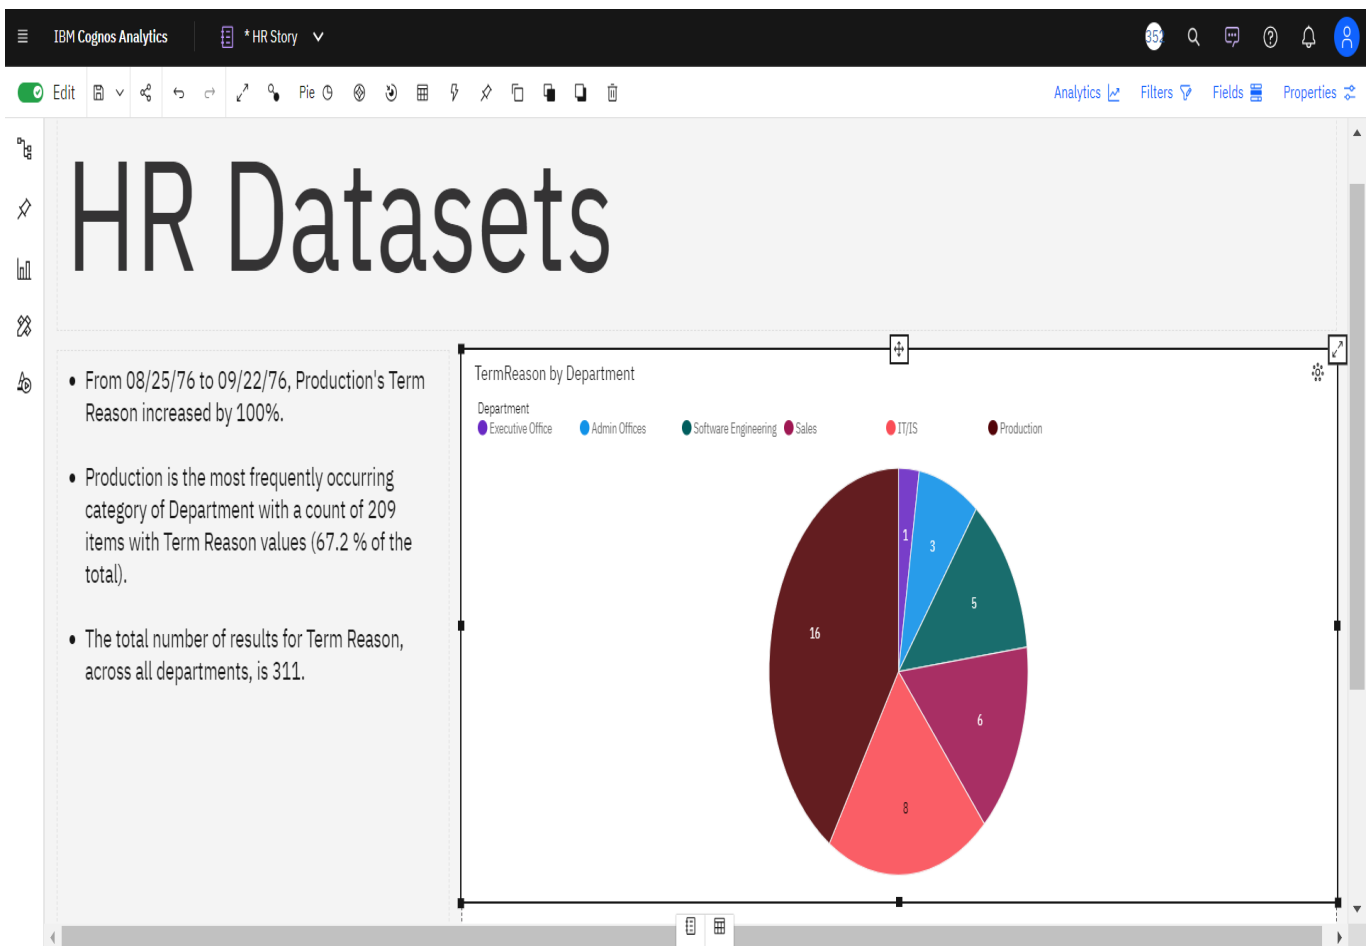 IBM Cognos Analytics
* HR Story
352
Edit
Pie
Analytics
Filters
Fields
Properties
HR Datasets
• From 08/25/76 to 09/22/76, Production's Term
Reason increased by 100%.
• Production is the most frequently occurring
category of Department with a count of 209
items with Term Reason values (67.2 % of the
total).
• The total number of results for Term Reason,
across all departments, is 311.
TermReason by Department
Department
Executive Office
Admin Offices
Software Engineering
Sales
IT/IS
Production
1
3
5
16
6
8